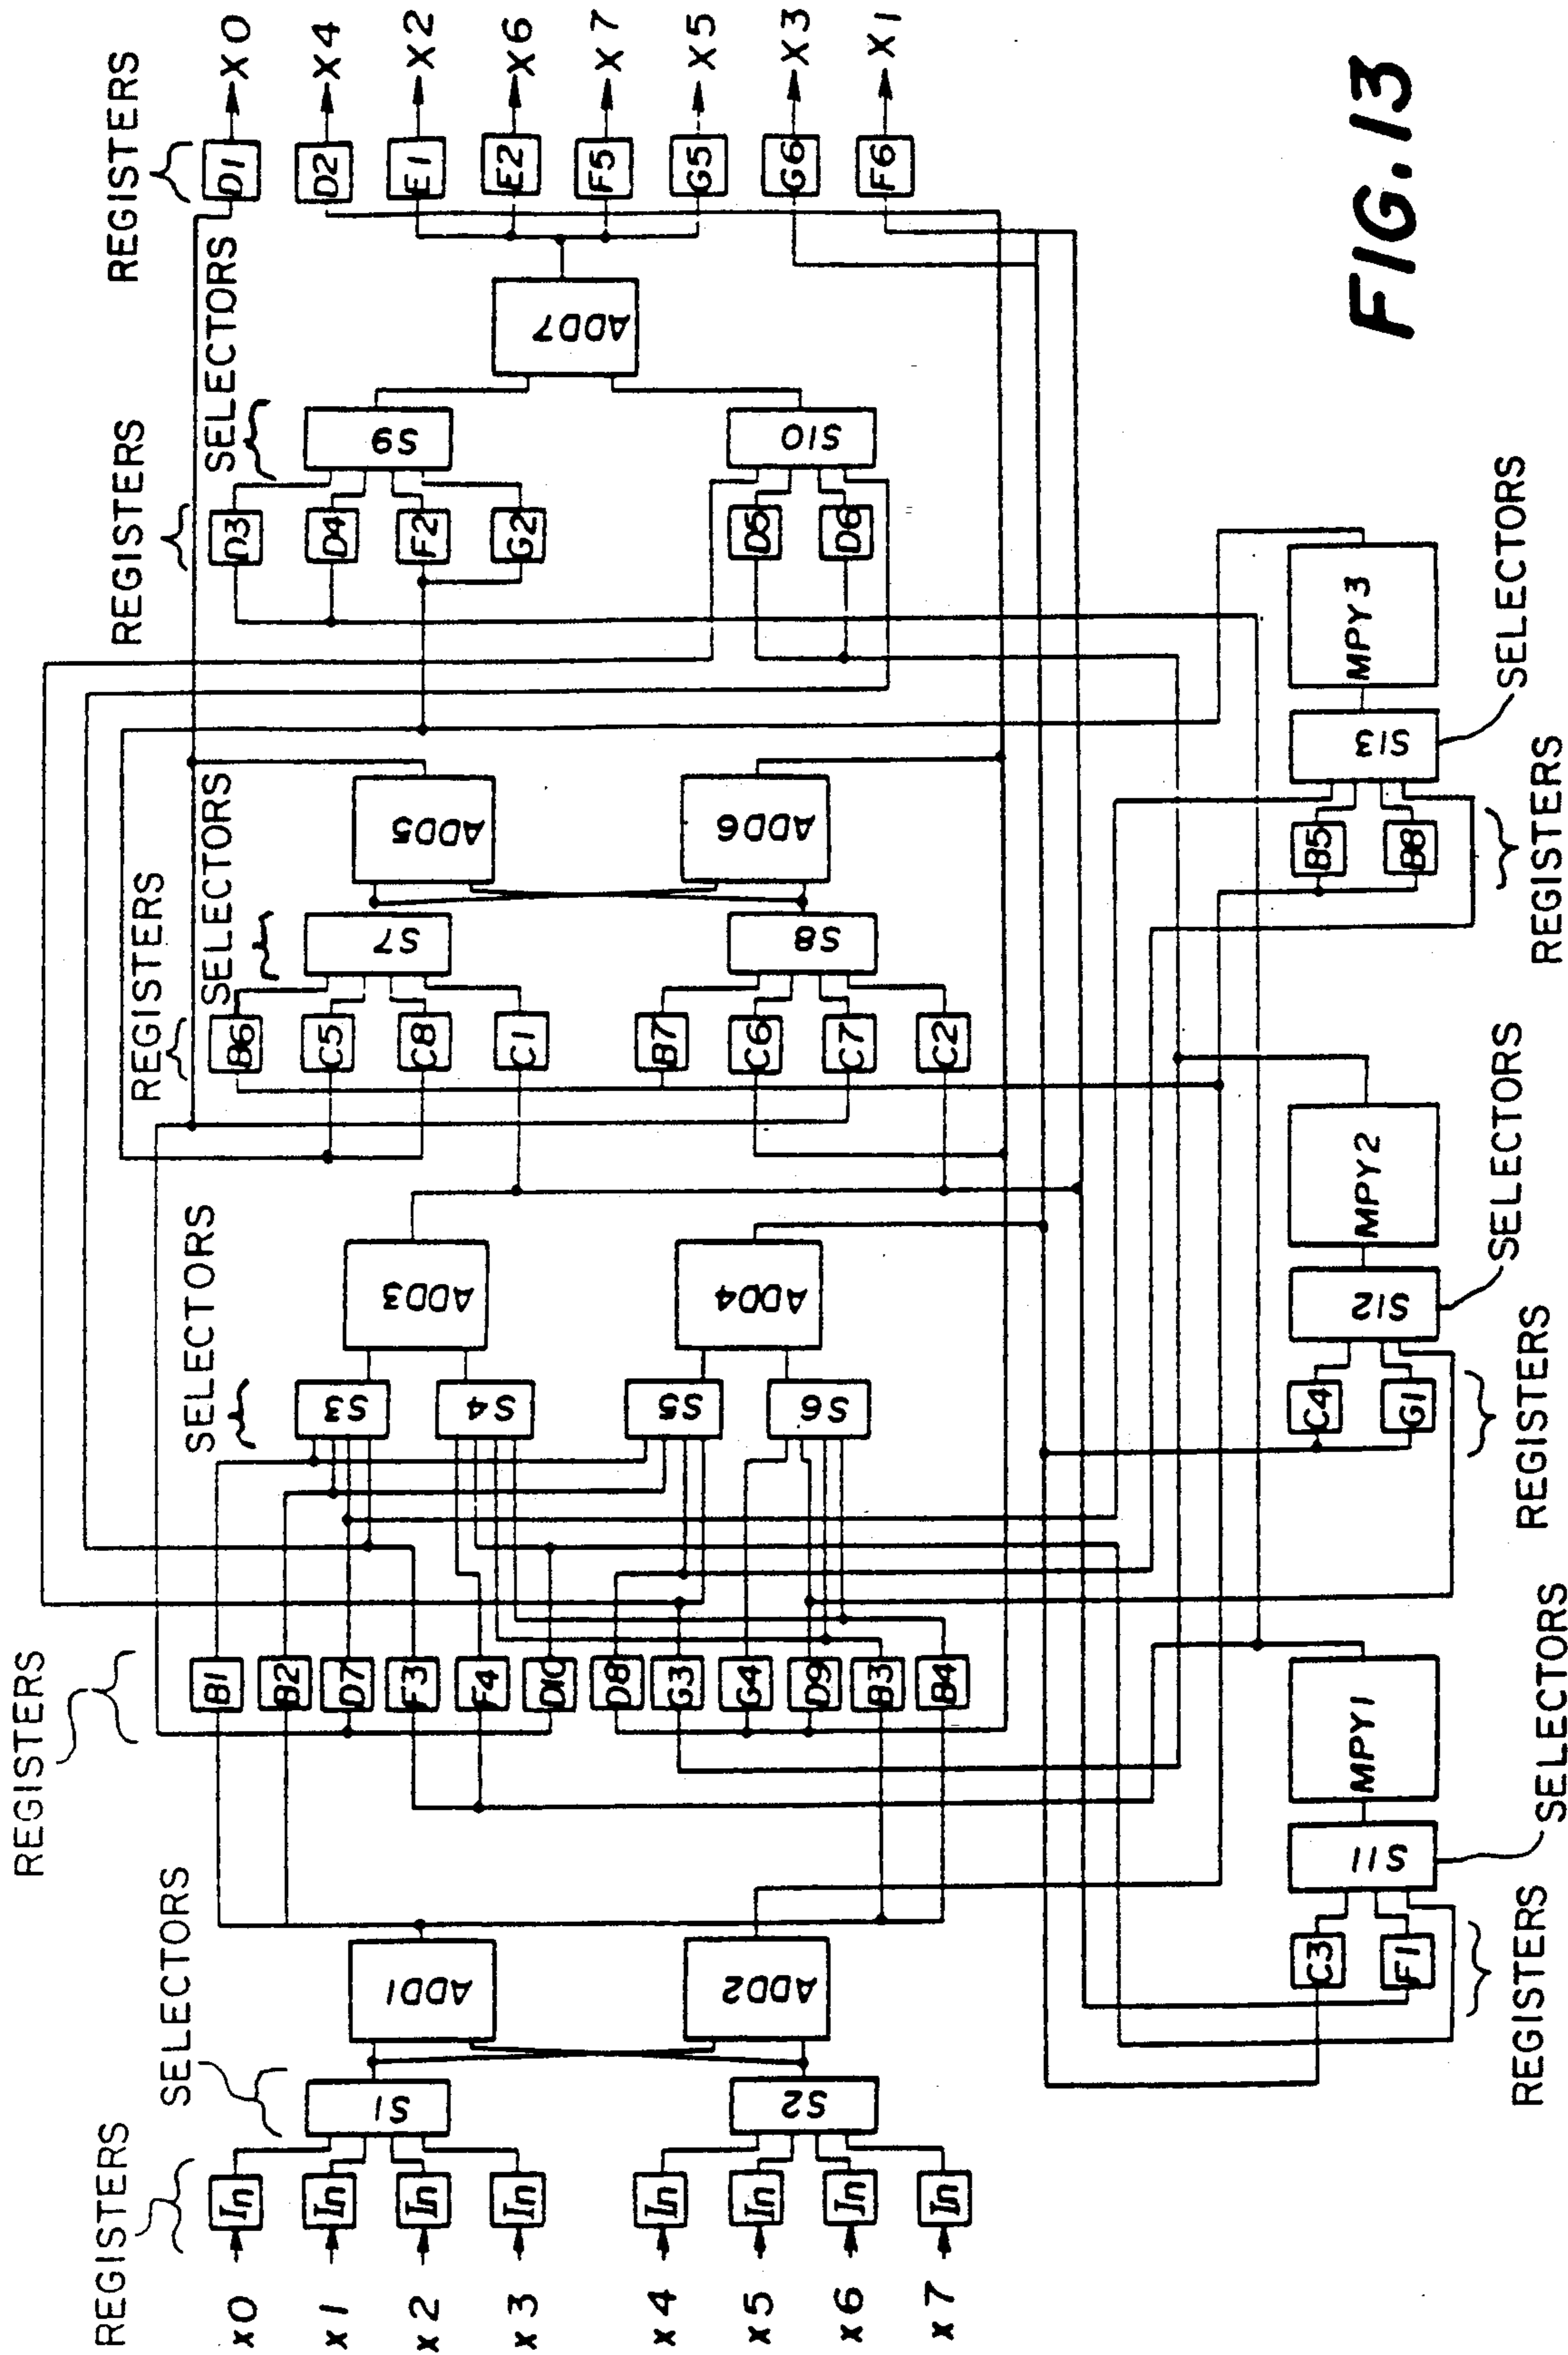 FIG. 13
REGISTERS
D1
X0
D2
X4
E1
X2
E2
X6
F5
X7
G5
X5
G6
X3
F6
X1
SELECTORS
REGISTERS
ADD7
S9
S10
D3
D4
F2
G2
D5
D6
SELECTORS
REGISTERS
ADD5
ADD6
S7
S8
B6
C5
C8
C1
B7
C6
C7
C2
MPY3
S13
SELECTORS
B5
B8
REGISTERS
SELECTORS
ADD3
ADD4
S3
S4
S5
S6
MPY2
S12
SELECTORS
C4
G1
REGISTERS
REGISTERS
B1
B2
D7
F3
F4
D10
D8
G3
G4
D9
B3
B4
MPY1
S11
SELECTORS
C3
F1
REGISTERS
SELECTORS
ADD1
ADD2
S1
S2
REGISTERS
In
In
In
In
In
In
In
In
x0
x1
x2
x3
x4
x5
x6
x7